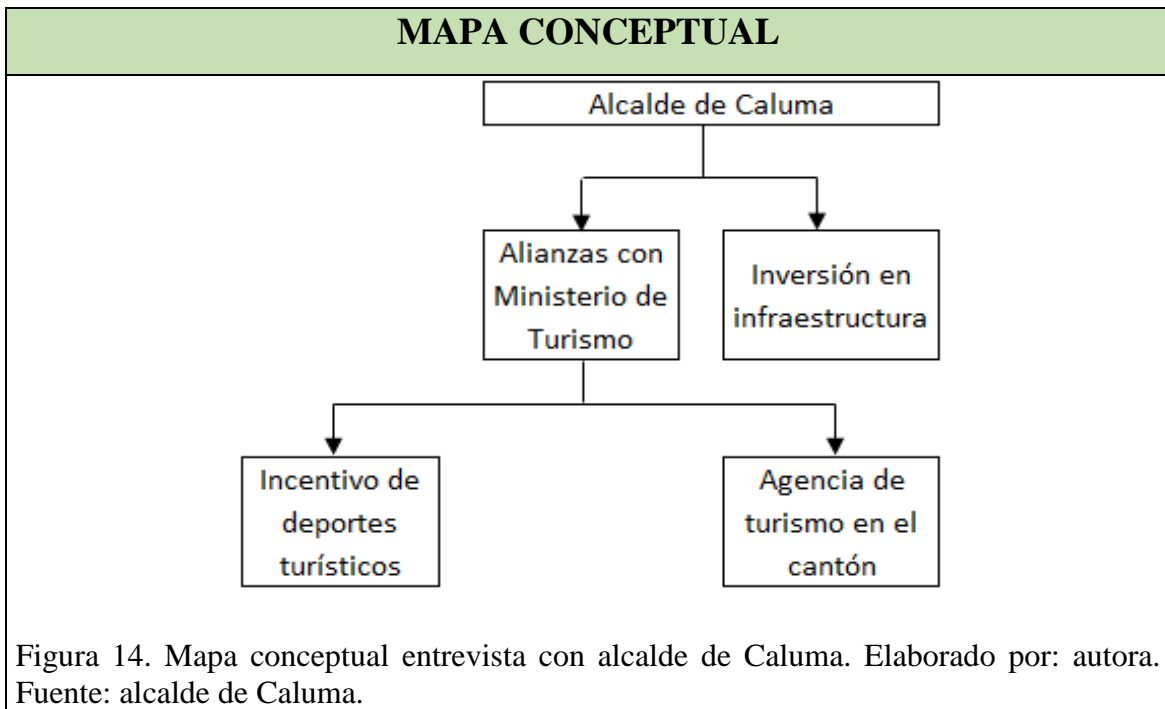 MAPA CONCEPTUAL
Alcalde de Caluma
Alianzas con
Ministerio de
Turismo
Inversión en
infraestructura
Incentivo de
deportes
turísticos
Agencia de
turismo en el
cantón
Figura 14. Mapa conceptual entrevista con alcalde de Caluma. Elaborado por: autora.
Fuente: alcalde de Caluma.